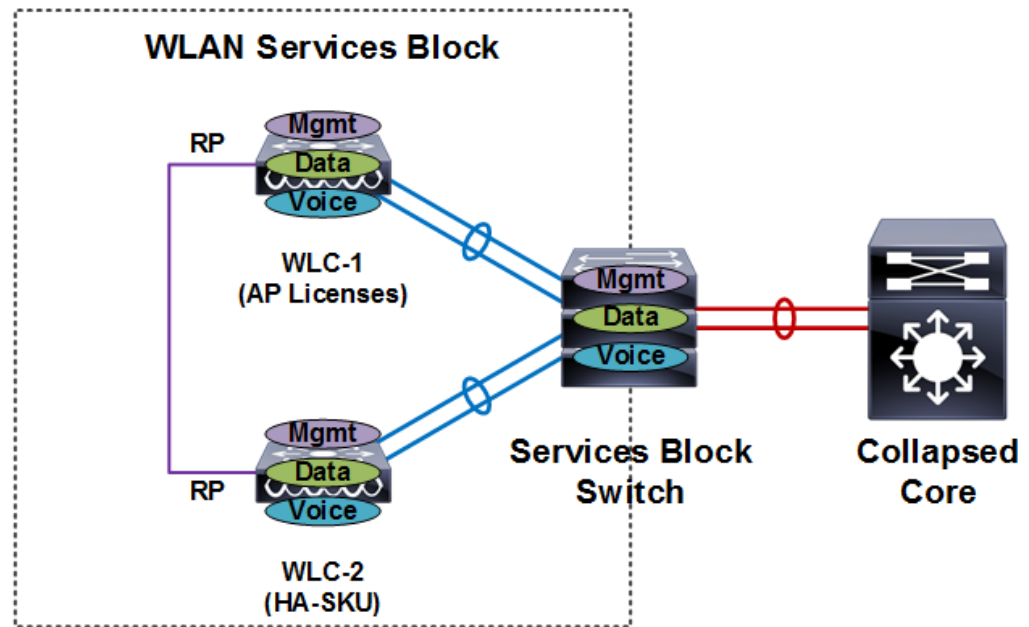 WLAN Services Block
RP
Mgmt
Data
Voice
WLC-1
(AP Licenses)
Mgmt
Data
Voice
Services Block
Switch
Collapsed
Core
RP
Mgmt
Data
Voice
WLC-2
(HA-SKU)